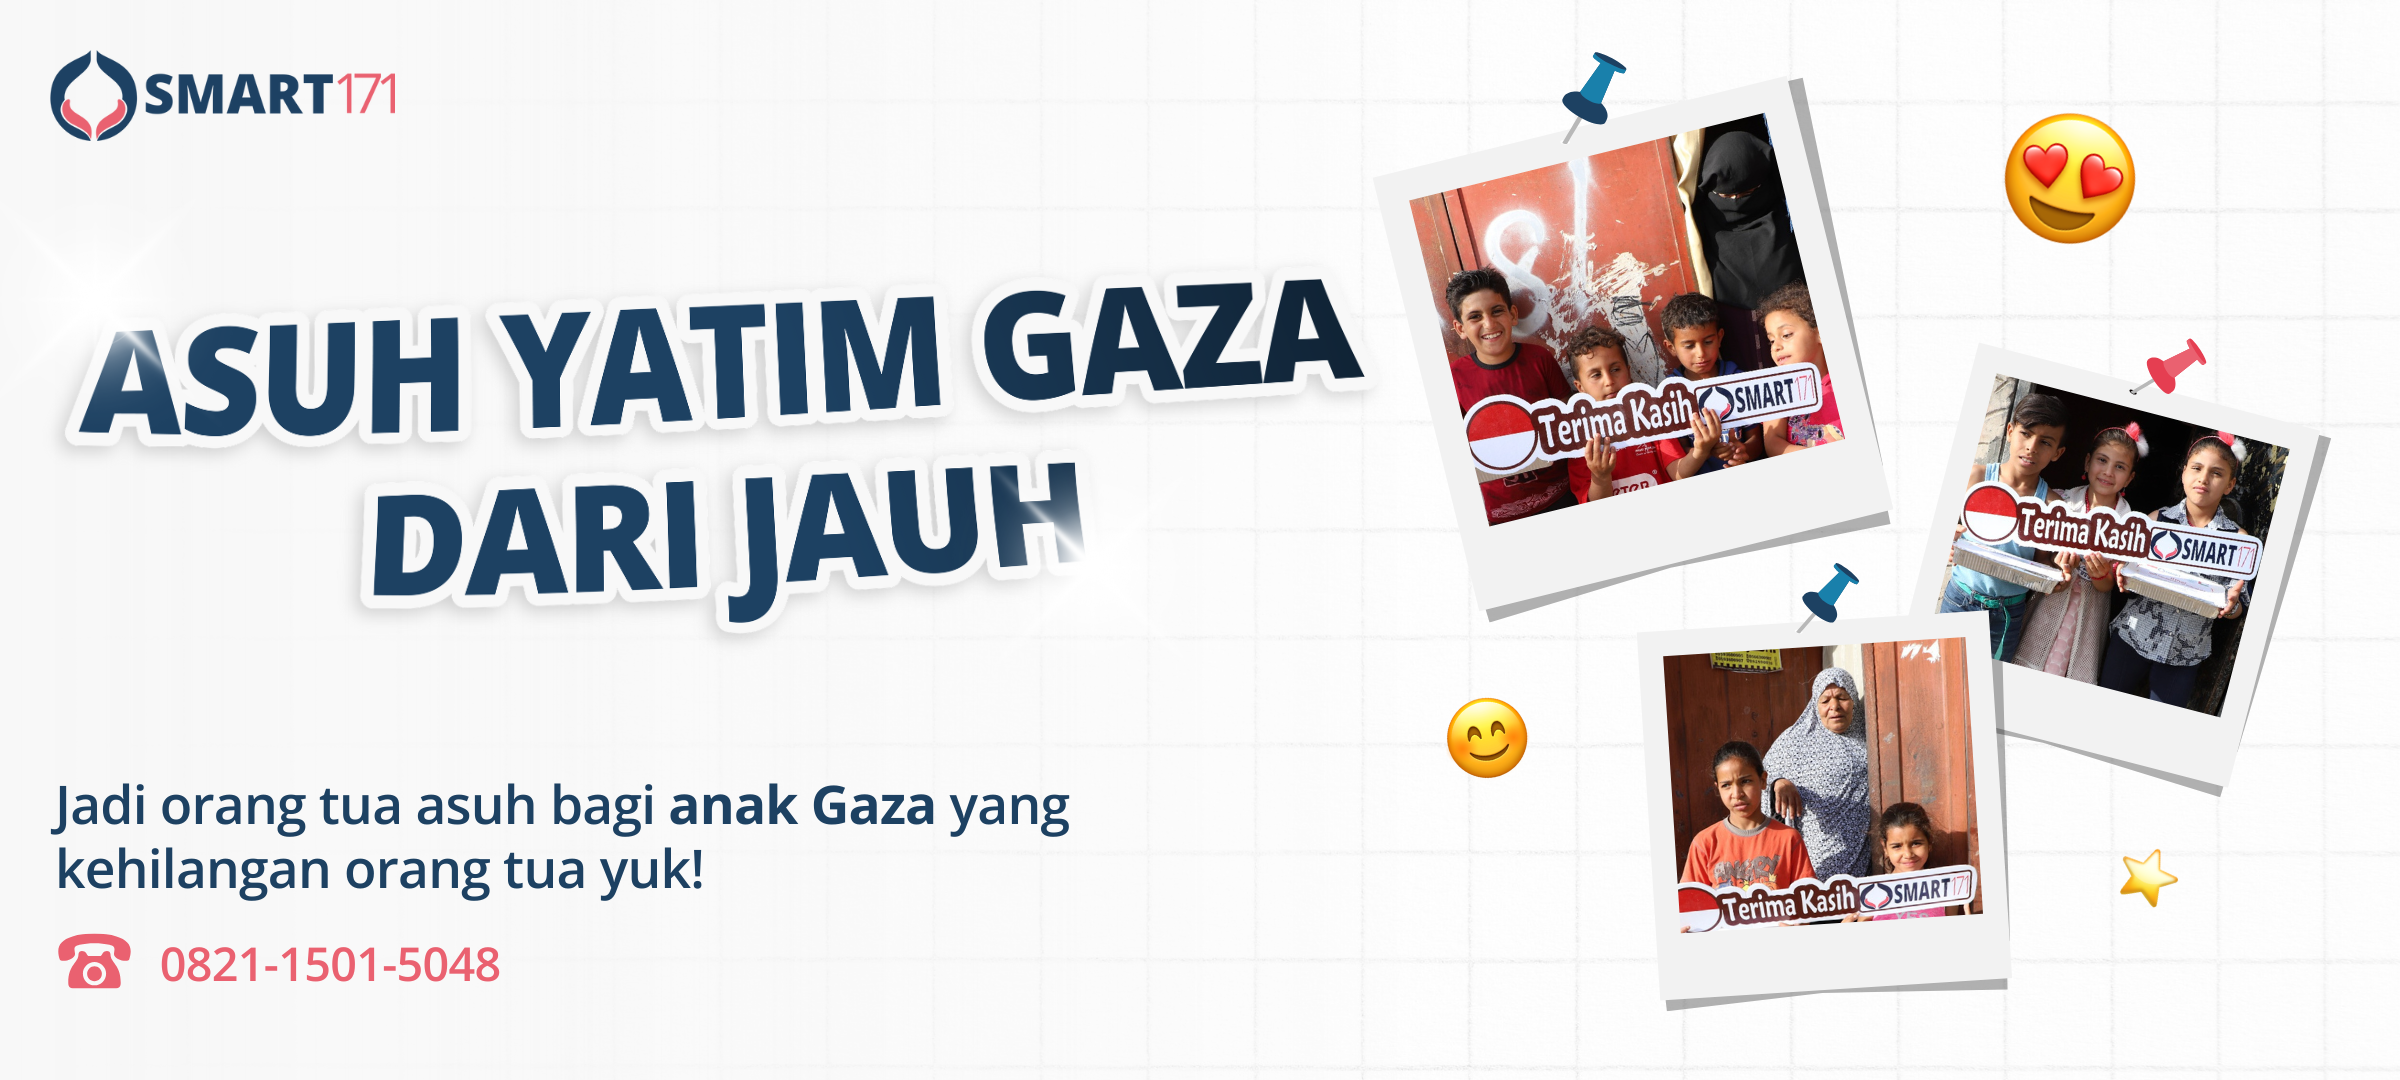 SMART171
ASUH YATIM GAZA
DARI JAUH
Jadi orang tua asuh bagi anak Gaza yang
kehilangan orang tua yuk!
0821-1501-5048
Terima Kasih SMART171
Terima Kasih SMART171
Terima Kasih SMART171